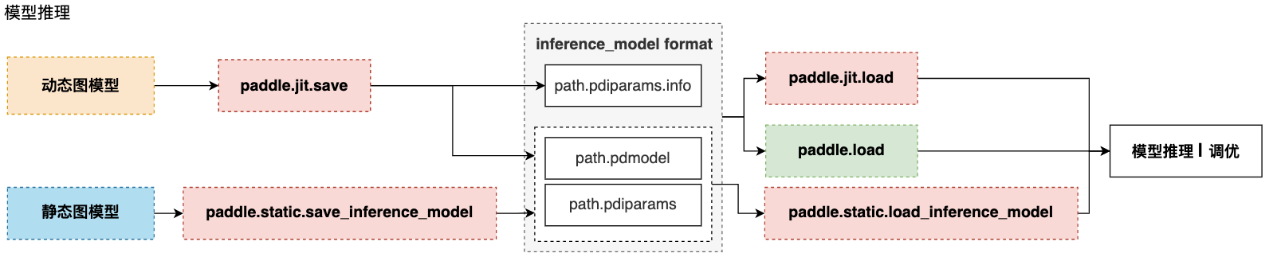 模型推理
动态图模型
paddle.jit.save
静态图模型
paddle.static.save_inference_model
inference_model format
path.pdiparams.info
path.pdmodel
path.pdiparams
paddle.jit.load
paddle.load
paddle.static.load_inference_model
模型推理 | 调优